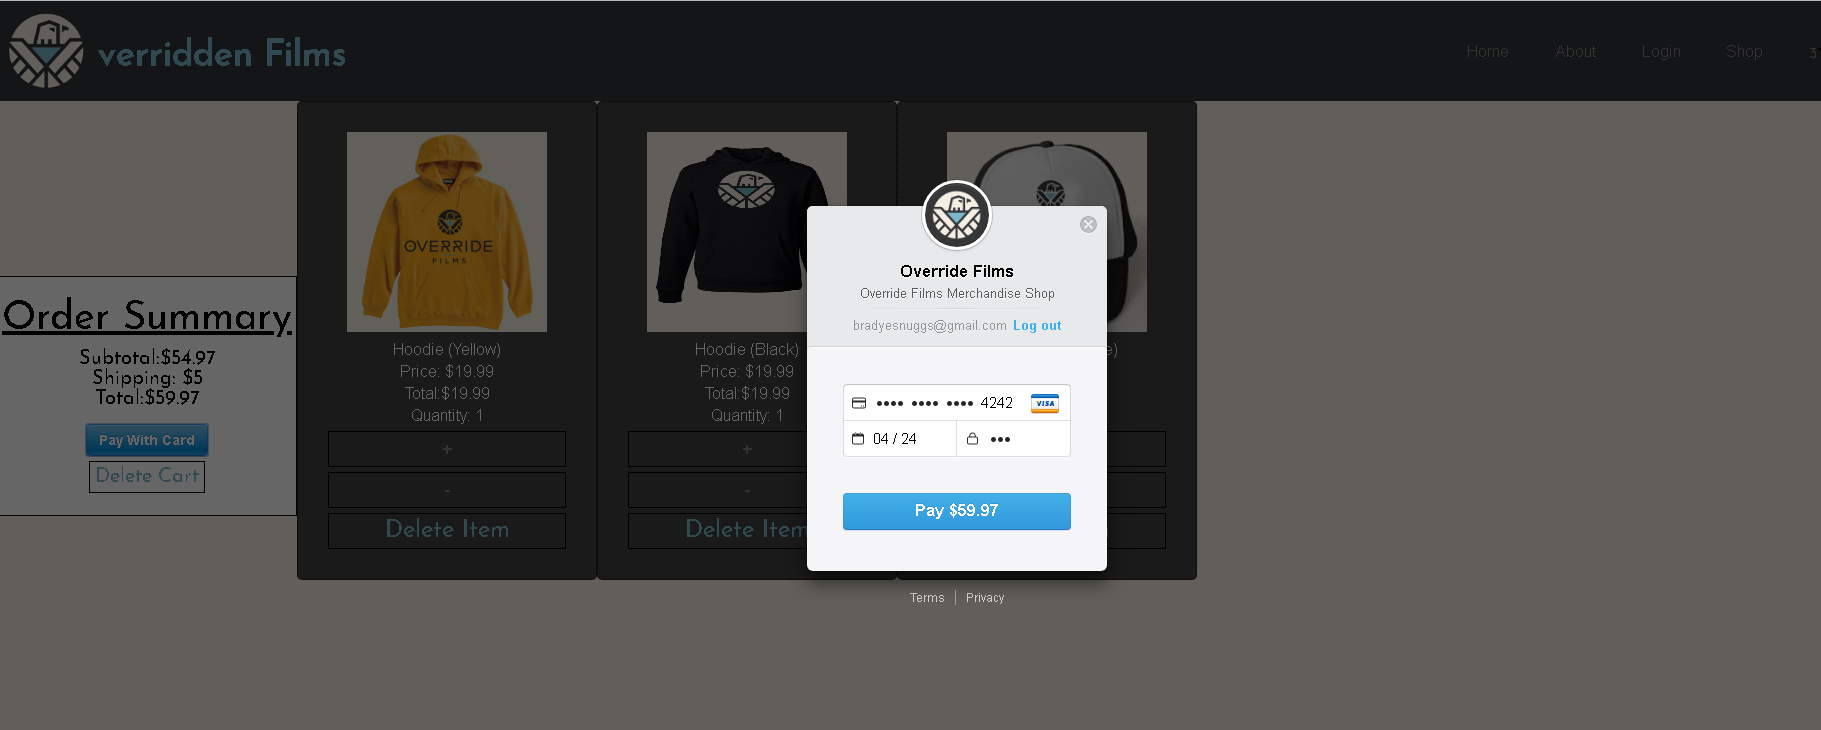 verridden Films
Home About Login Shop
Order Summary
Subtotal:$54.97
Shipping: $5
Total:$59.97
Pay With Card
Delete Cart
OVERRIDE
FILMS
Hoodie (Yellow)
Price: $19.99
Total:$19.99
Quantity: 1
+
-
Delete Item
Hoodie (Black)
Price: $19.99
Total:$19.99
Quantity: 1
+
-
Delete Item
Override Films
Override Films Merchandise Shop
bradyesnuggs@gmail.com Log out
•••• •••• •••• 4242 VISA
04 / 24 •••
Pay $59.97
Terms | Privacy